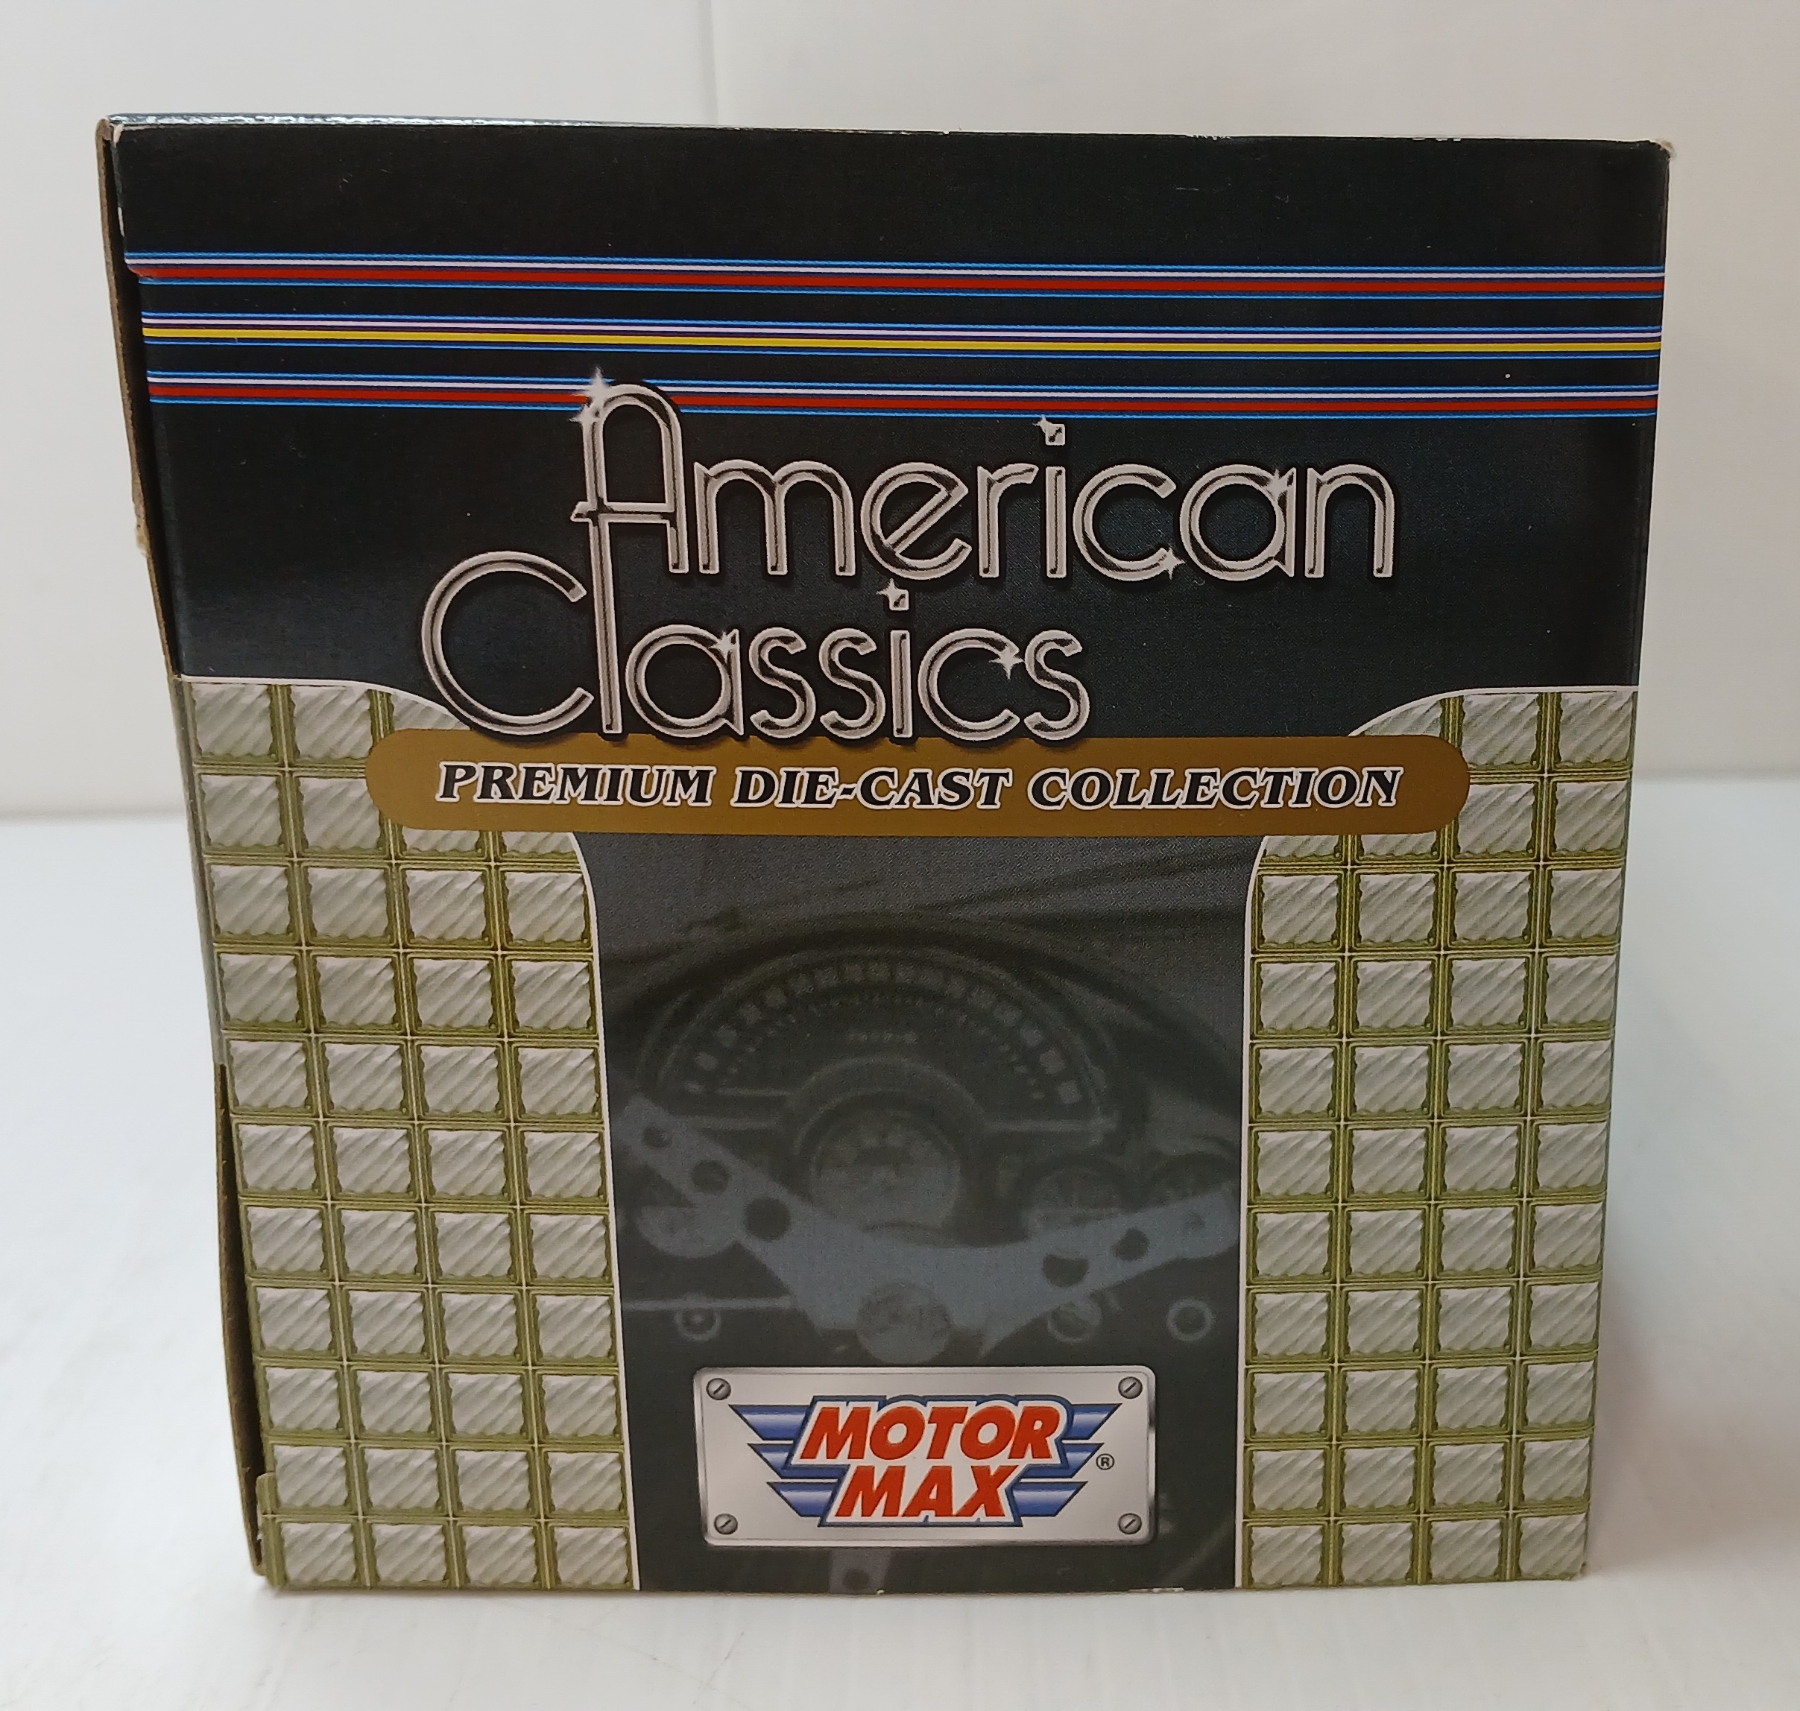 American
Classics
PREMIUM DIE-CAST COLLECTION
MOTOR
MAX
®